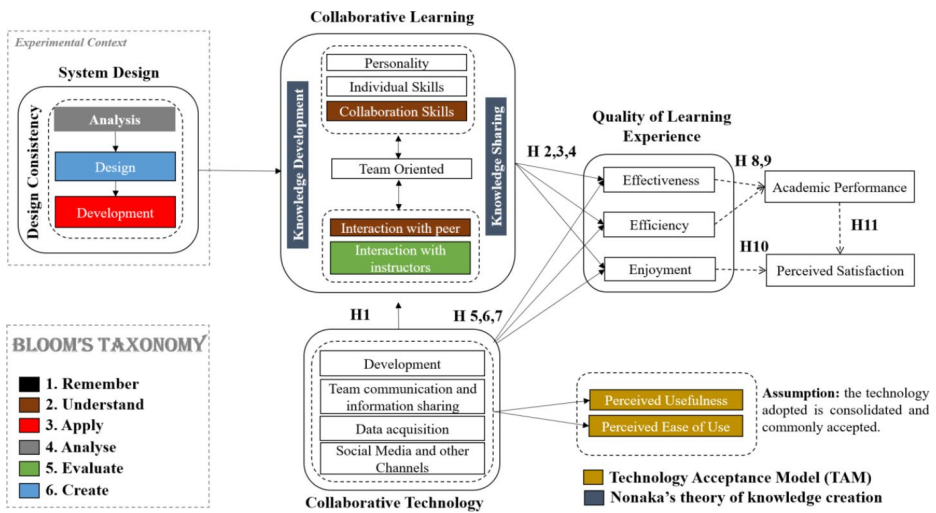 Experimental Context
System Design
Design Consistency
Analysis
Design
Development
Collaborative Learning
Knowledge Development
Personality
Individual Skills
Collaboration Skills
Team Oriented
Interaction with peer
Interaction with
instructors
Knowledge Sharing
H 2,3,4
Quality of Learning
Experience
Effectiveness
Efficiency
Enjoyment
H 8,9
Academic Performance
H11
H10
Perceived Satisfaction
H1
H 5,6,7
Development
Team communication and
information sharing
Data acquisition
Social Media and other
Channels
Collaborative Technology
Perceived Usefulness
Perceived Ease of Use
Assumption: the technology
adopted is consolidated and
commonly accepted.
BLOOM'S TAXONOMY
1. Remember
2. Understand
3. Apply
4. Analyse
5. Evaluate
6. Create
Technology Acceptance Model (TAM)
Nonaka's theory of knowledge creation